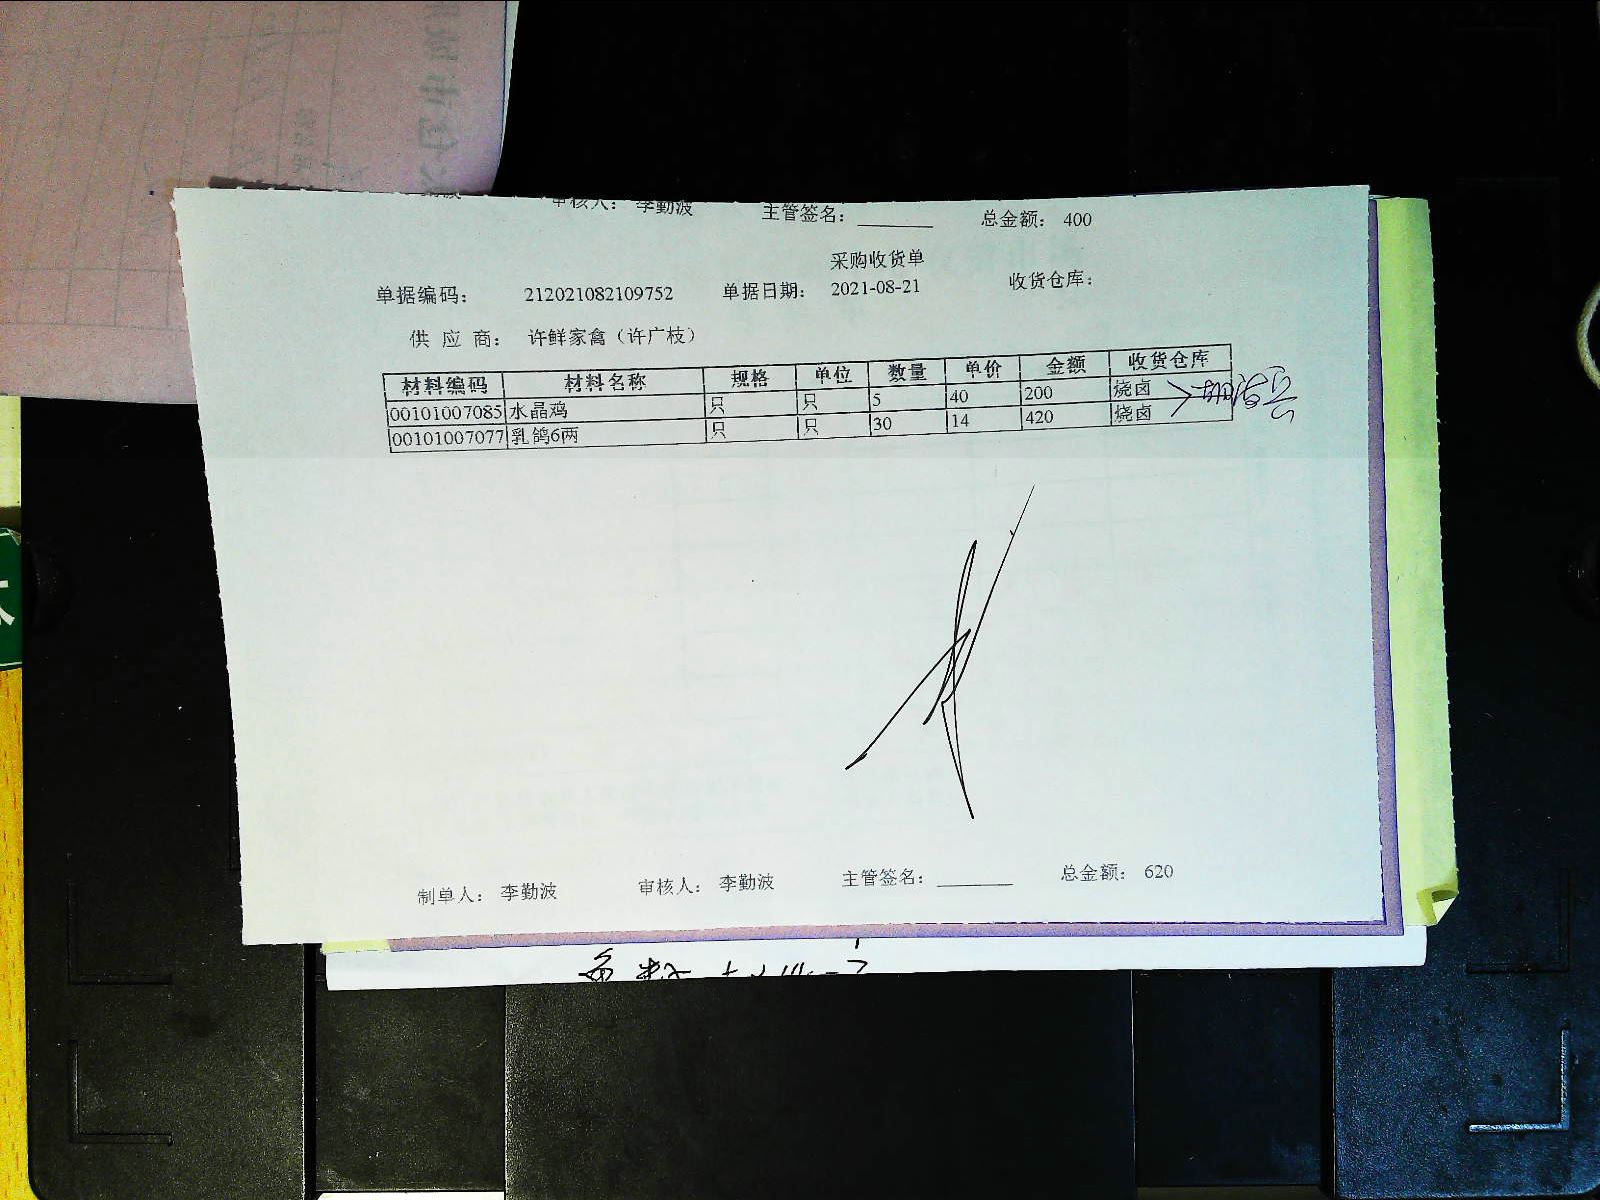 审核人： 李勤波 主管签名： 总金额： 400
采购收货单
单据编码： 212021082109752 单据日期： 2021-08-21 收货仓库：
供 应 商： 许鲜家禽（许广枝）
材料编码 材料名称 规格 单位 数量 单价 金额 收货仓库
00101007085 水晶鸡 只 只 5 40 200 烧卤
00101007077 乳鸽6两 只 只 30 14 420 烧卤
制单人： 李勤波 审核人： 李勤波 主管签名： 总金额： 620